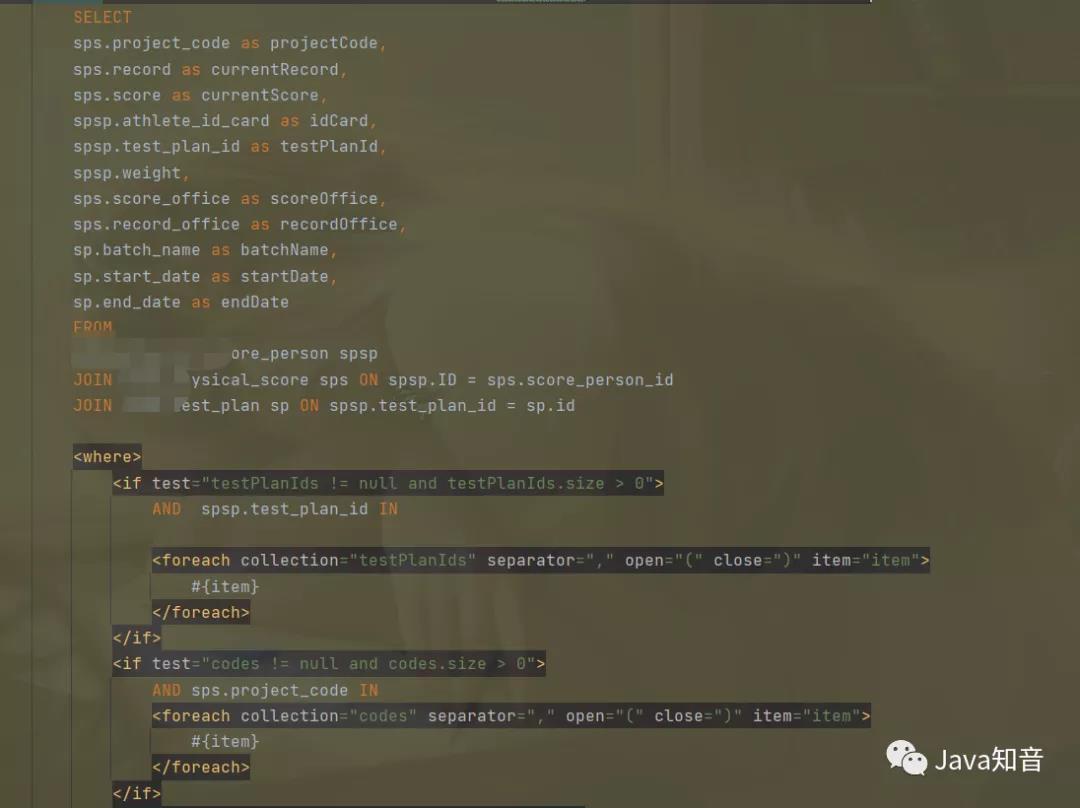 SELECT
sps.project_code as projectCode,
sps.record as currentRecord,
sps.score as currentScore,
spsp.athlete_id_card as idCard,
spsp.test_plan_id as testPlanId,
spsp.weight,
sps.score_office as scoreOffice,
sps.record_office as recordOffice,
sp.batch_name as batchName,
sp.start_date as startDate,
sp.end_date as endDate
FROM
ore_person spsp
JOIN ysical_score sps ON spsp.ID = sps.score_person_id
JOIN est_plan sp ON spsp.test_plan_id = sp.id
<where>
<if test="testPlanIds != null and testPlanIds.size > 0">
AND spsp.test_plan_id IN
<foreach collection="testPlanIds" separator="," open="(" close=")" item="item">
#{item}
</foreach>
</if>
<if test="codes != null and codes.size > 0">
AND sps.project_code IN
<foreach collection="codes" separator="," open="(" close=")" item="item">
#{item}
</foreach>
</if>
Java知音